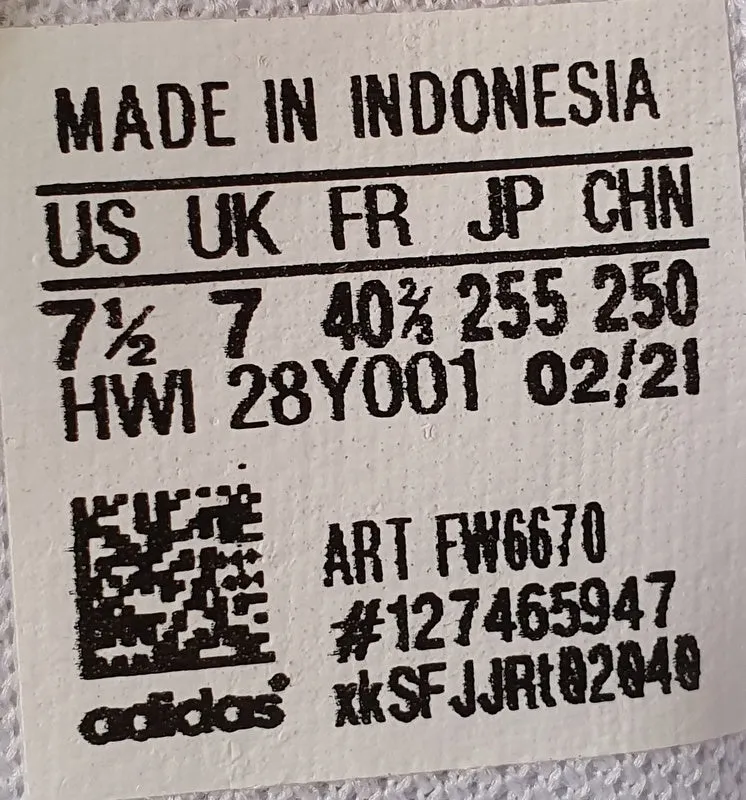 MADE IN INDONESIA
US UK FR JP CHN
7½ 7 40⅔ 255 250
HWI 28Y001 02/21
ART FW6670
#127465947
xkSFJJRt02040
adidas